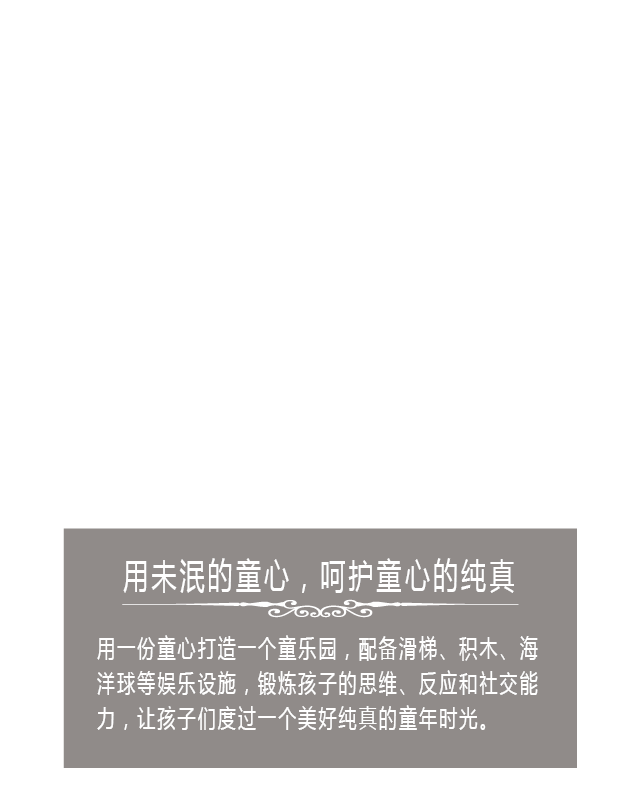 用未泯的童心，呵护童心的纯真
用一份童心打造一个童乐园，配备滑梯、积木、海
洋球等娱乐设施，锻炼孩子的思维、反应和社交能
力，让孩子们度过一个美好纯真的童年时光。